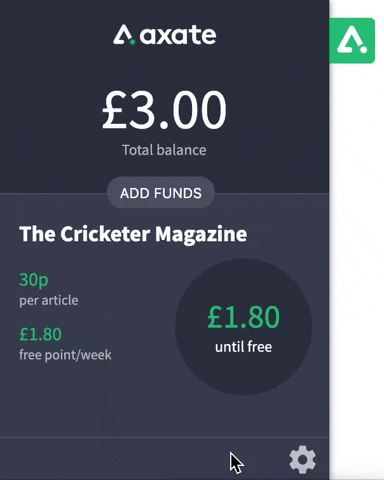 axate
£3.00
Total balance
ADD FUNDS
The Cricketer Magazine
30p
per article
£1.80
free point/week
£1.80
until free